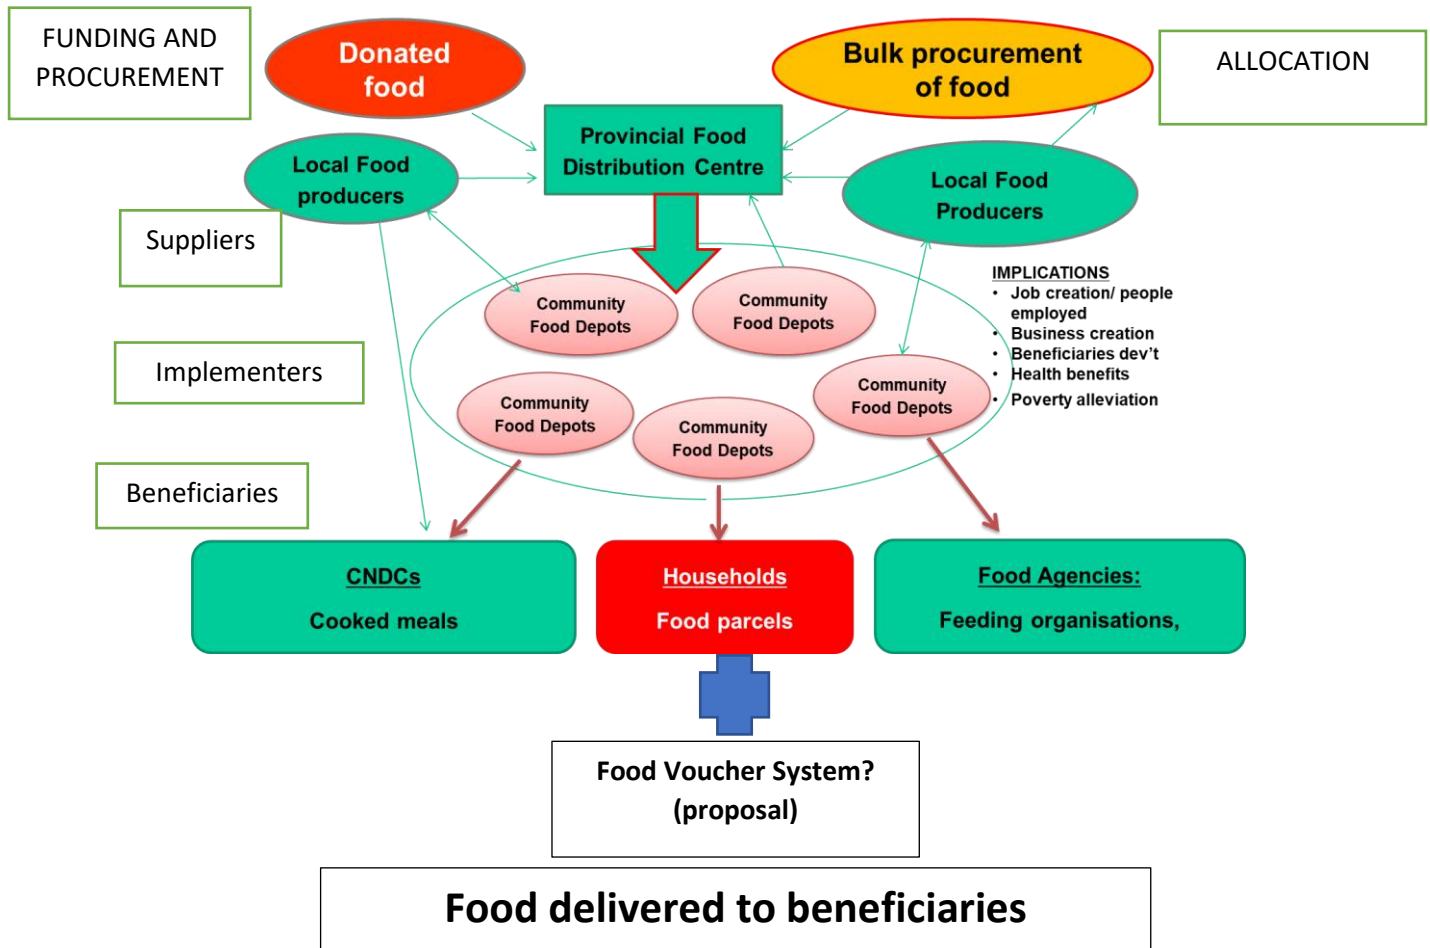 FUNDING AND
PROCUREMENT
Donated
food
Bulk procurement
of food
ALLOCATION
Provincial Food
Distribution Centre
Local Food
producers
Local Food
Producers
Suppliers
IMPLICATIONS
• Job creation/ people
employed
• Business creation
• Beneficiaries dev't
• Health benefits
• Poverty alleviation
Community
Food Depots
Community
Food Depots
Implementers
Community
Food Depots
Community
Food Depots
Community
Food Depots
Beneficiaries
CNDCs
Cooked meals
Households
Food parcels
Food Agencies:
Feeding organisations,
Food Voucher System?
(proposal)
Food delivered to beneficiaries